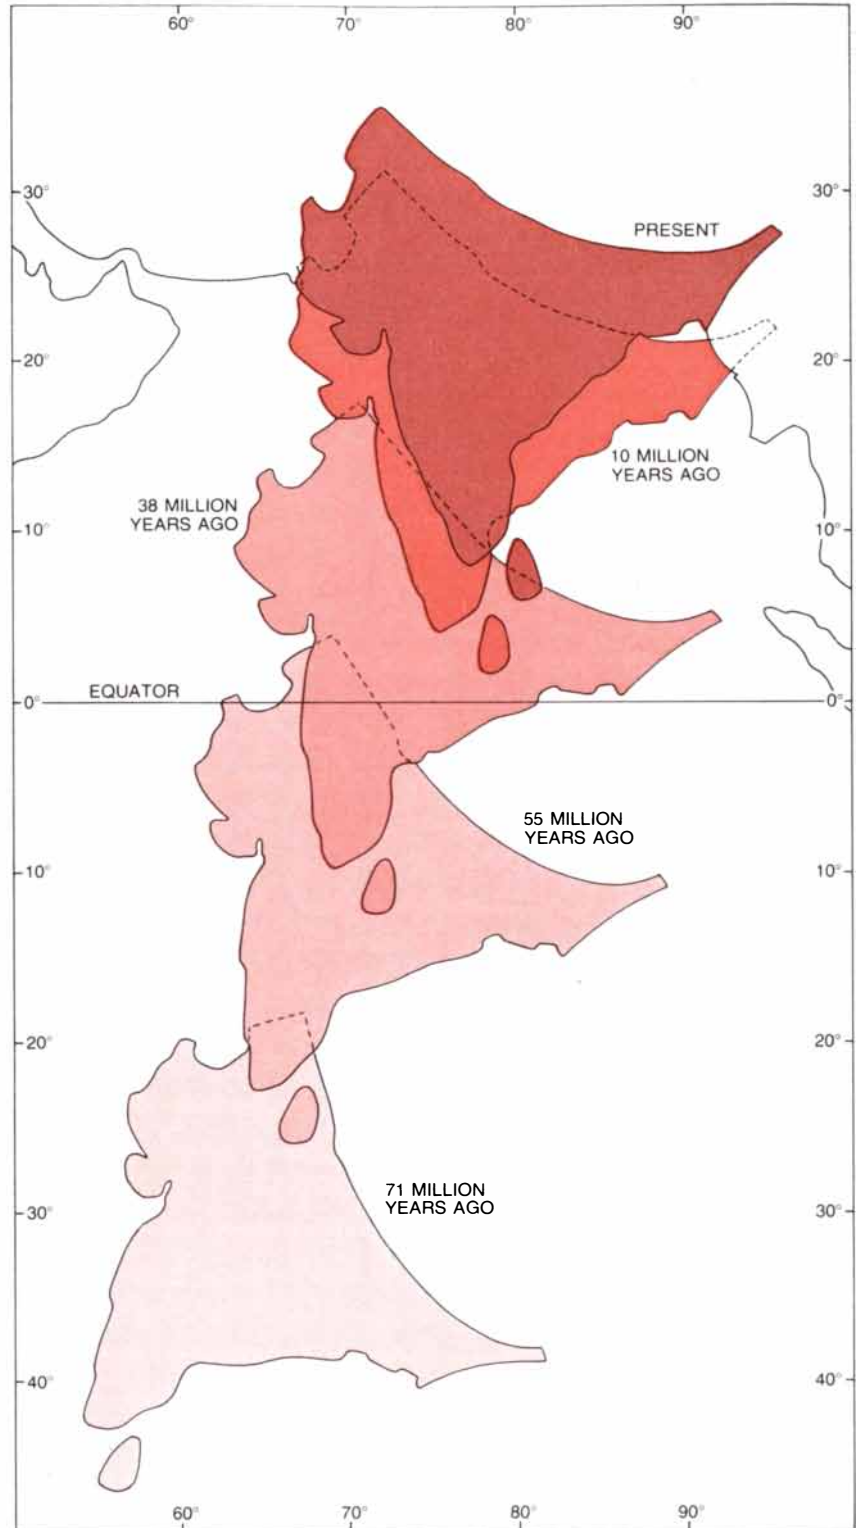 60° 70° 80° 90°
30° 30°
PRESENT
20° 20°
10 MILLION
YEARS AGO
38 MILLION
YEARS AGO
10° 10°
EQUATOR
0° 0°
55 MILLION
YEARS AGO
10° 10°
20° 20°
71 MILLION
YEARS AGO
30° 30°
40° 40°
60° 70° 80° 90°